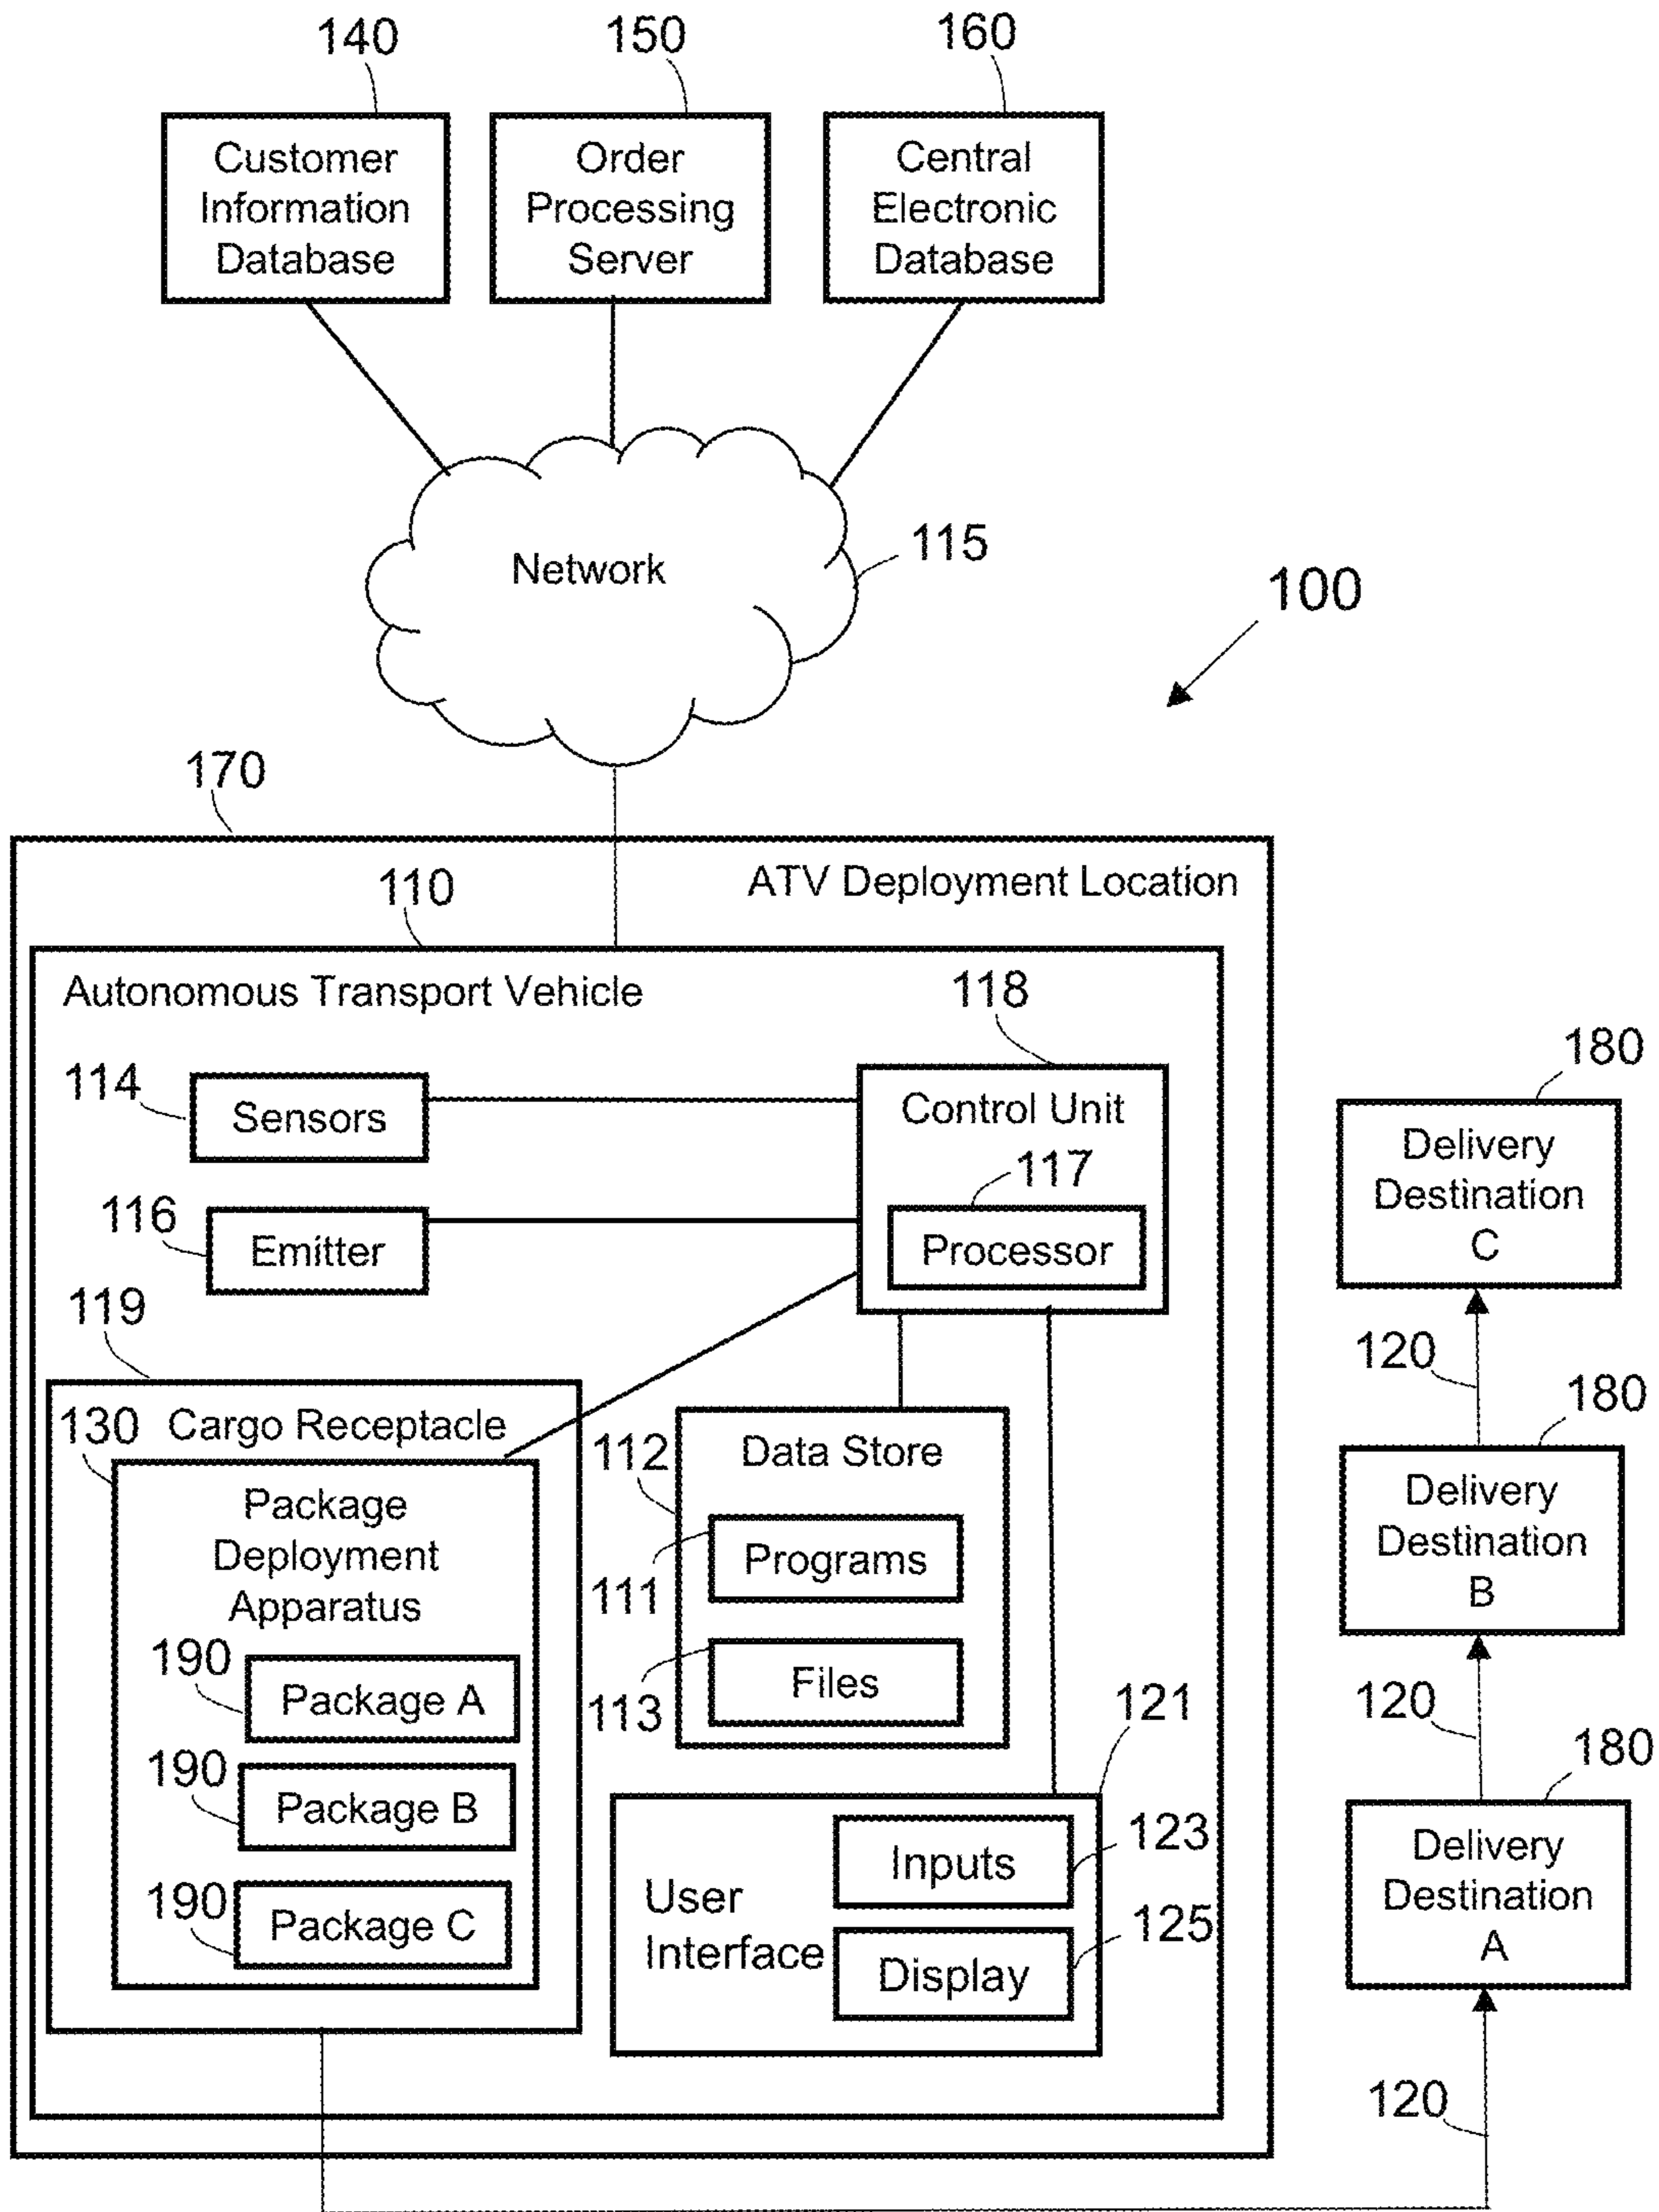 140
150
160
Customer
Information
Database
Order
Processing
Server
Central
Electronic
Database
Network
115
100
170
ATV Deployment Location
110
Autonomous Transport Vehicle
118
114
Sensors
Control Unit
117
Processor
116
Emitter
119
Cargo Receptacle
130
Package
Deployment
Apparatus
190
Package A
190
Package B
190
Package C
112
Data Store
Programs
111
Files
113
121
User
Interface
Inputs
123
Display
125
180
Delivery
Destination
C
120
180
Delivery
Destination
B
120
180
Delivery
Destination
A
120